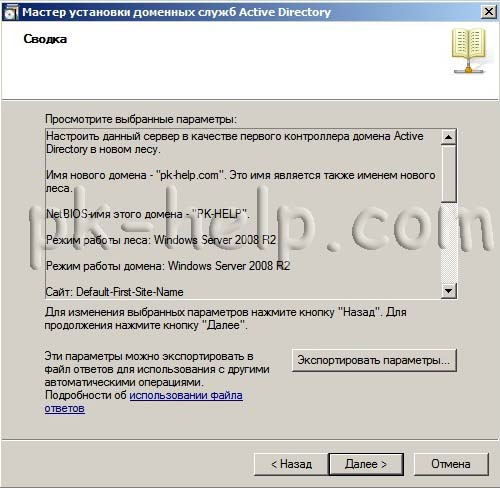 Мастер установки доменных служб Active Directory
Сводка
Просмотрите выбранные параметры:
Настроить данный сервер в качестве первого контроллера домена Active
Directory в новом лесу.
Имя нового домена - "pk-help.com". Это имя является также именем нового
леса.
NetBIOS-имя этого домена - "PK-HELP".
pk-help.com
Режим работы леса: Windows Server 2008 R2
Режим работы домена: Windows Server 2008 R2
Сайт: Default-First-Site-Name
Для изменения выбранных параметров нажмите кнопку "Назад". Для
продолжения нажмите кнопку "Далее".
Эти параметры можно экспортировать в
файл ответов для использования с другими
автоматическими операциями.
Подробности об использовании файла
ответов
Экспортировать параметры...
< Назад
Далее >
Отмена